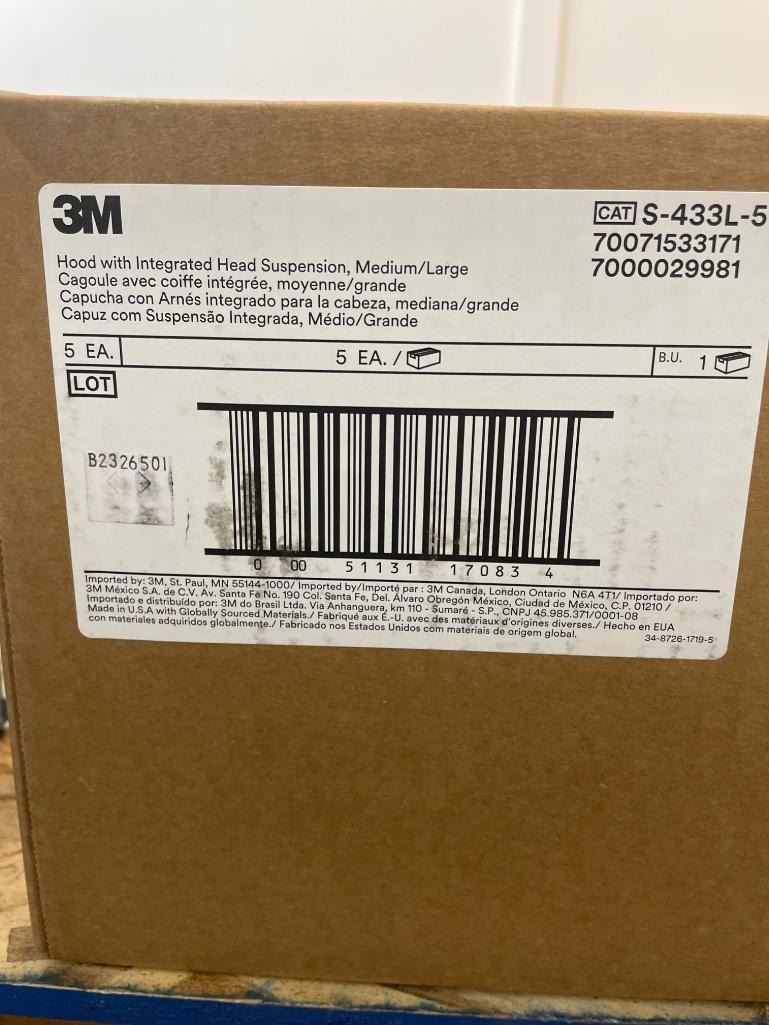 3M
CAT S-433L-5
70071533171
7000029981
Hood with Integrated Head Suspension, Medium/Large
Cagoule avec coiffe intégrée, moyenne/grande
Capucha con Arnés integrado para la cabeza, mediana/grande
Capuz com Suspensão Integrada, Médio/Grande
5 EA.
5 EA. /
B.U. 1
LOT
B2326501
0 00 51131 17083 4
Imported by: 3M, St. Paul, MN 55144-1000/ Imported by/Importé par : 3M Canada, London Ontario N6A 4T1/ Importado por:
3M México S.A. de C.V. Av. Santa Fe No. 190 Col. Santa Fe, Del. Álvaro Obregón México, Ciudad de México, C.P. 01210 /
Importado e distribuído por: 3M do Brasil Ltda. Via Anhanguera, km 110 - Sumaré - S.P., CNPJ 45.985.371/0001-08
Made in U.S.A with Globally Sourced Materials./ Fabriqué aux É.-U. avec des matériaux d'origines diverses./ Hecho en EUA
con materiales adquiridos globalmente./ Fabricado nos Estados Unidos com materiais de origem global.
34-8726-1719-5